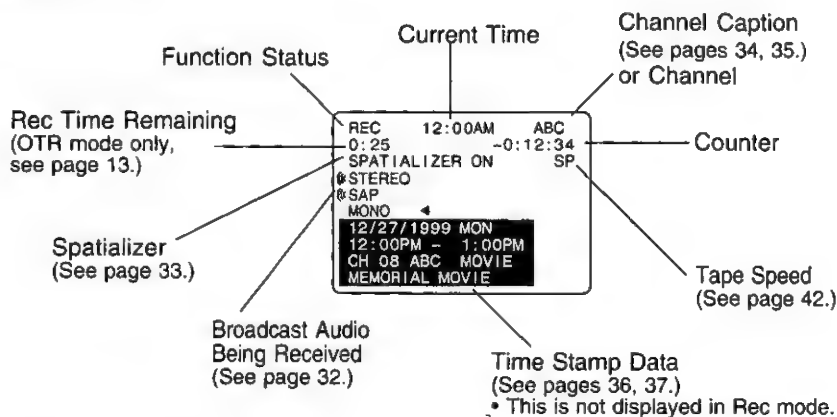 Channel Caption
(See pages 34, 35.)
or Channel
Current Time
Function Status
Rec Time Remaining
(OTR mode only,
see page 13.)
REC 12:00AM ABC
0:25 -0:12:34
SPATIALIZER ON SP
STEREO
SAP
MONO ◄
12/27/1999 MON
12:00PM - 1:00PM
CH 08 ABC MOVIE
MEMORIAL MOVIE
Counter
Spatializer
(See page 33.)
Tape Speed
(See page 42.)
Broadcast Audio
Being Received
(See page 32.)
Time Stamp Data
(See pages 36, 37.)
• This is not displayed in Rec mode.